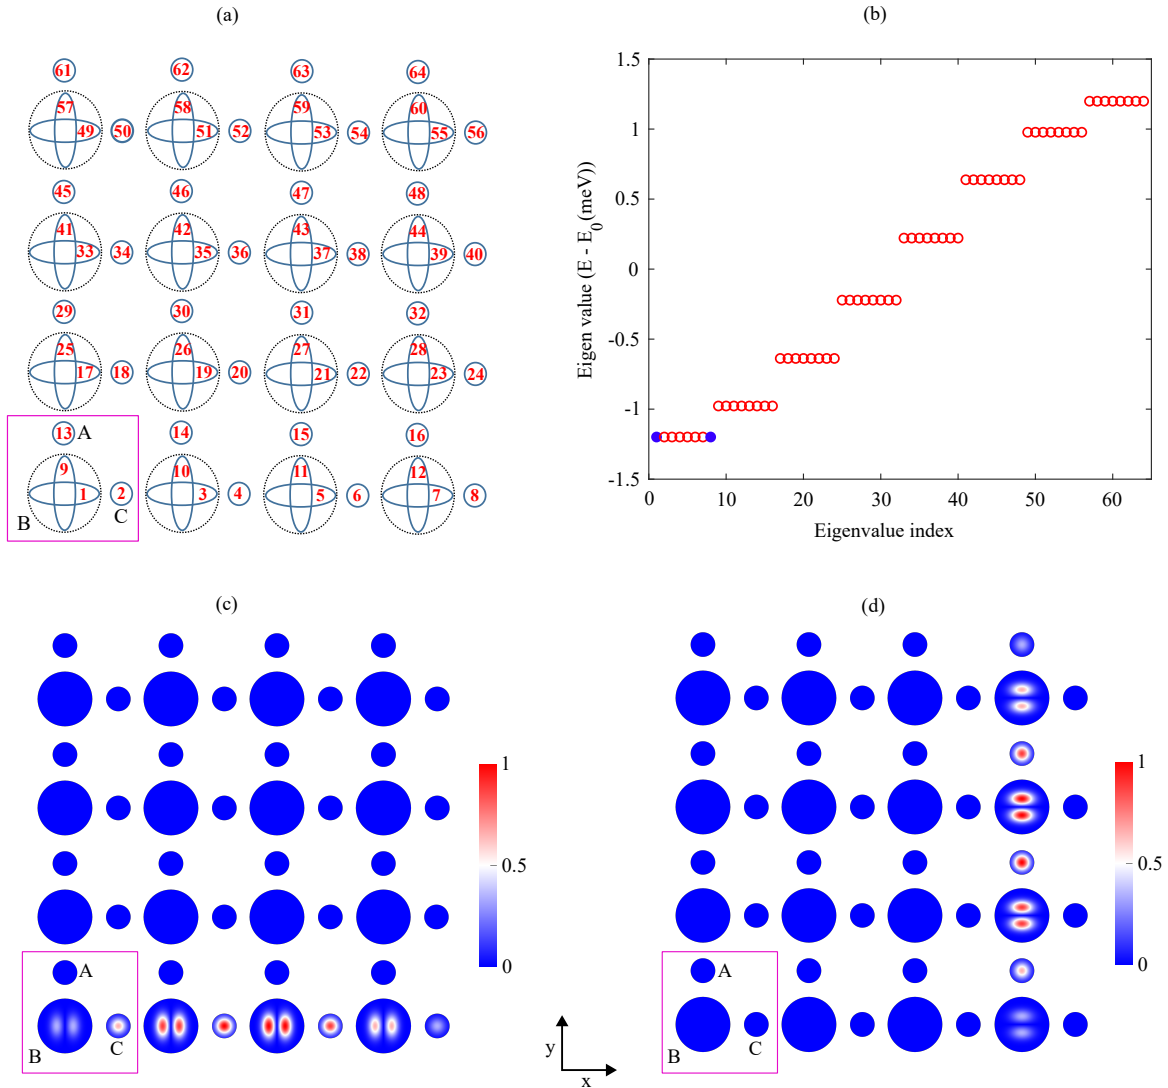 (a)
61 62 63 64
57 58 59 60
49 50 51 52 53 54 55 56
45 46 47 48
41 42 43 44
33 34 35 36 37 38 39 40
29 30 31 32
25 26 27 28
17 18 19 20 21 22 23 24
13 A 14 15 16
9 10 11 12
1 2 3 4 5 6 7 8
B C
(b)
Eigen value (E - E_0(meV))
1.5
1
0.5
0
-0.5
-1
-1.5
0 10 20 30 40 50 60
Eigenvalue index
(c)
1
0.5
0
A
B C
y
x
(d)
1
0.5
0
A
B C